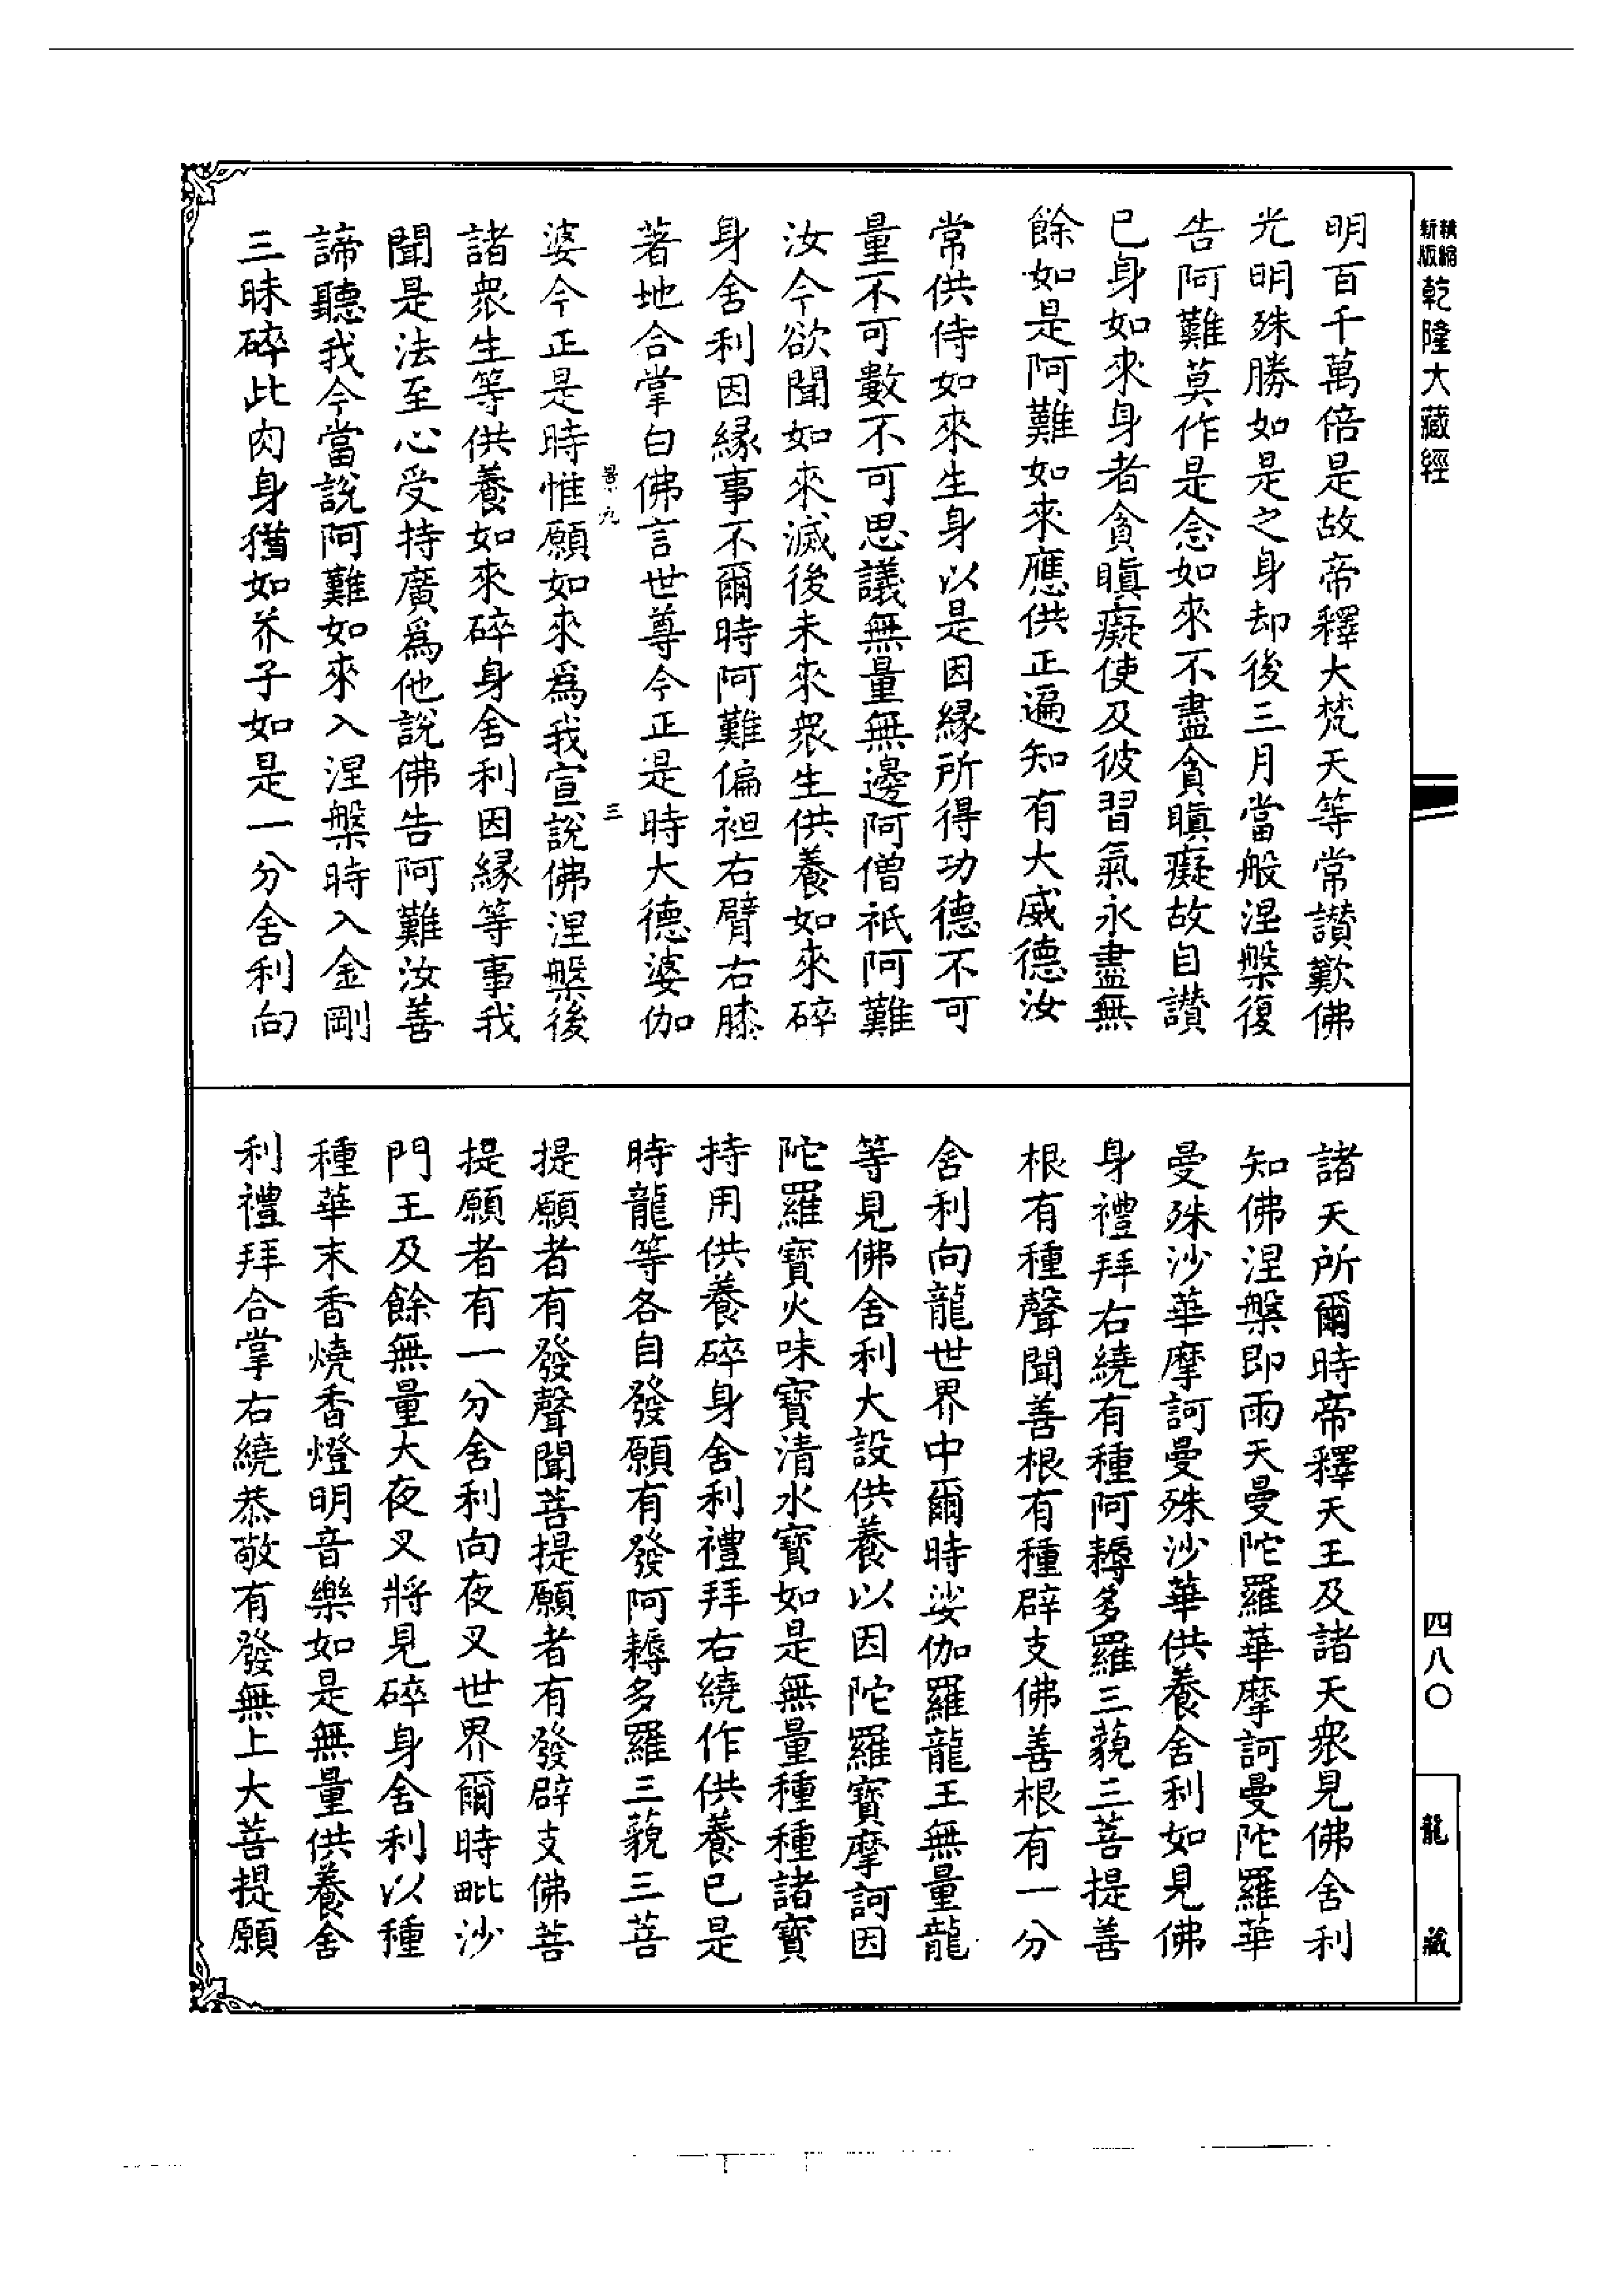 精縮新版 乾隆大藏經
四八〇
龍藏
明百千萬倍是故帝釋大梵天等常讃歎佛
光明殊勝如是之身却後三月當般涅槃復
告阿難莫作是念如來不盡貪瞋癡故自讃
已身如來身者貪瞋癡使及彼習氣永盡無
餘如是阿難如來應供正遍知有大威德汝
常供侍如來生身以是因緣所得功德不可
量不可數不可思議無量無邊阿僧祇阿難
汝今欲聞如來滅後未來衆生供養如來碎
身舍利因緣事不爾時阿難偏袒右臂右膝
著地合掌白佛言世尊今正是時大德婆伽
景九 三
婆今正是時惟願如來爲我宣說佛涅槃後
諸衆生等供養如來碎身舍利因緣等事我
聞是法至心受持廣爲他說佛告阿難汝善
諦聽我今當說阿難如來入涅槃時入金剛
三昧碎此肉身猶如芥子如是一分舍利向
諸天所爾時帝釋天王及諸天衆見佛舍利
知佛涅槃即雨天曼陀羅華摩訶曼陀羅華
曼殊沙華摩訶曼殊沙華供養舍利如見佛
身禮拜右繞有種阿耨多羅三藐三菩提善
根有種聲聞善根有種辟支佛善根有一分
舍利向龍世界中爾時娑伽羅龍王無量龍
等見佛舍利大設供養以因陀羅寶摩訶因
陀羅寶火味寶清水寶如是無量種種諸寶
持用供養碎身舍利禮拜右繞作供養已是
時龍等各自發願有發阿耨多羅三藐三菩
提願者有發聲聞菩提願者有發辟支佛菩
提願者有一分舍利向夜叉世界爾時毗沙
門王及餘無量大夜叉將見碎身舍利以種
種華末香燒香燈明音樂如是無量供養舍
利禮拜合掌右繞恭敬有發無上大菩提願